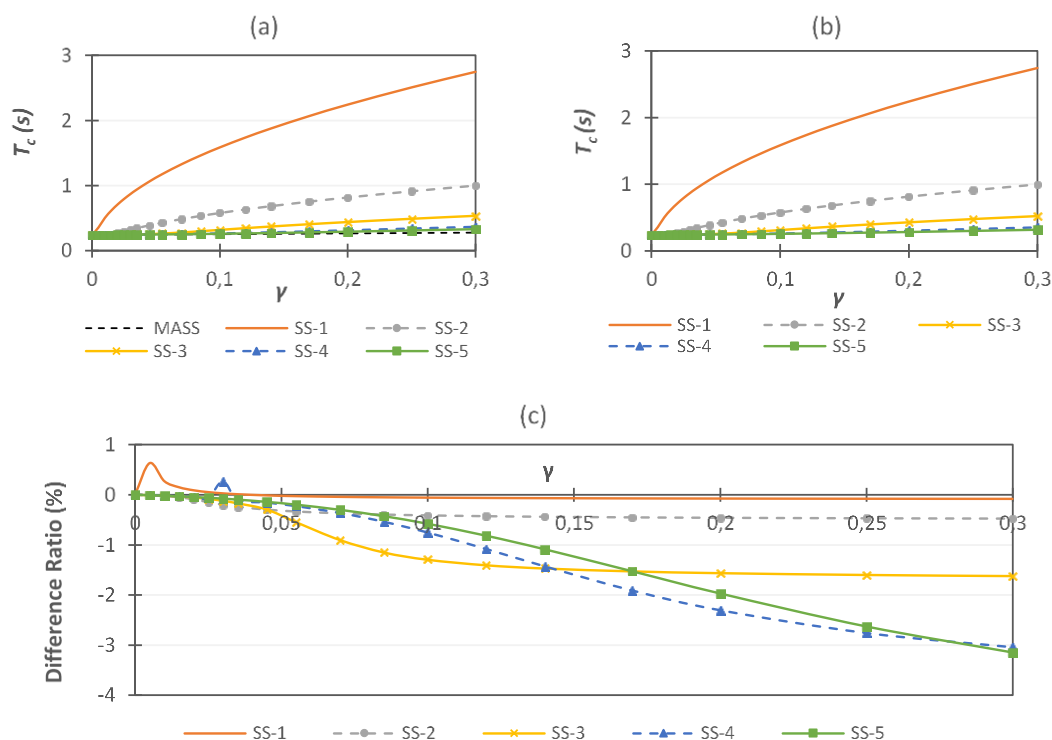 (a)
3
2
1
0
T_c (s)
0
0,1
0,2
0,3
γ
MASS
SS-1
SS-2
SS-3
SS-4
SS-5
(b)
3
2
1
0
T_c (s)
0
0,1
0,2
0,3
γ
SS-1
SS-2
SS-3
SS-4
SS-5
(c)
1
0
-1
-2
-3
-4
Difference Ratio (%)
γ
0
0,05
0,1
0,15
0,2
0,25
0,3
SS-1
SS-2
SS-3
SS-4
SS-5